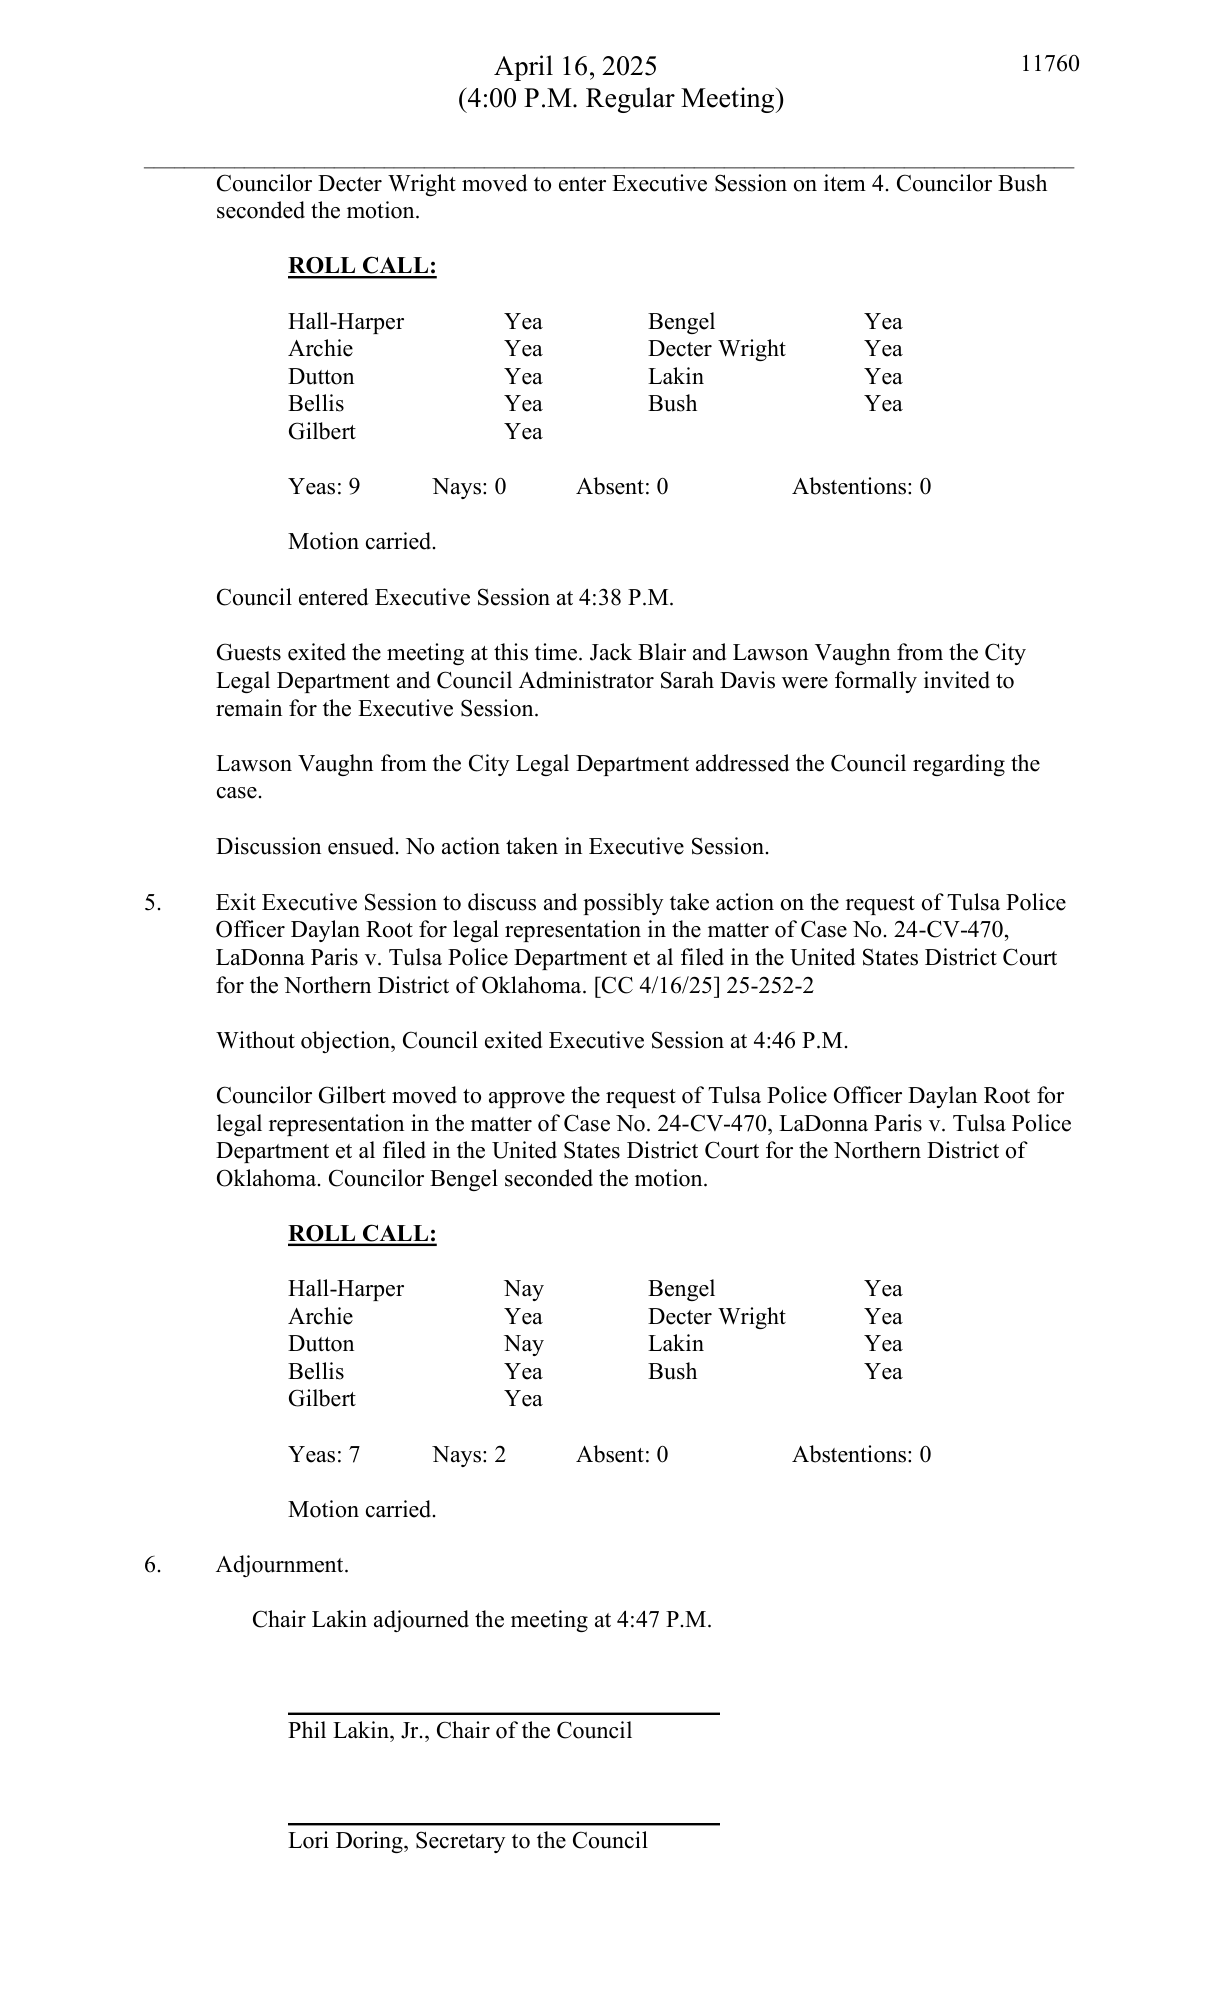 April 16, 2025 11760
(4:00 P.M. Regular Meeting)
Councilor Decter Wright moved to enter Executive Session on item 4. Councilor Bush
seconded the motion.
ROLL CALL:
Hall-Harper Yea Bengel Yea
Archie Yea Decter Wright Yea
Dutton Yea Lakin Yea
Bellis Yea Bush Yea
Gilbert Yea
Yeas: 9 Nays: 0 Absent: 0 Abstentions: 0
Motion carried.
Council entered Executive Session at 4:38 P.M.
Guests exited the meeting at this time. Jack Blair and Lawson Vaughn from the City
Legal Department and Council Administrator Sarah Davis were formally invited to
remain for the Executive Session.
Lawson Vaughn from the City Legal Department addressed the Council regarding the
case.
Discussion ensued. No action taken in Executive Session.
5. Exit Executive Session to discuss and possibly take action on the request of Tulsa Police
Officer Daylan Root for legal representation in the matter of Case No. 24-CV-470,
LaDonna Paris v. Tulsa Police Department et al filed in the United States District Court
for the Northern District of Oklahoma. [CC 4/16/25] 25-252-2
Without objection, Council exited Executive Session at 4:46 P.M.
Councilor Gilbert moved to approve the request of Tulsa Police Officer Daylan Root for
legal representation in the matter of Case No. 24-CV-470, LaDonna Paris v. Tulsa Police
Department et al filed in the United States District Court for the Northern District of
Oklahoma. Councilor Bengel seconded the motion.
ROLL CALL:
Hall-Harper Nay Bengel Yea
Archie Yea Decter Wright Yea
Dutton Nay Lakin Yea
Bellis Yea Bush Yea
Gilbert Yea
Yeas: 7 Nays: 2 Absent: 0 Abstentions: 0
Motion carried.
6. Adjournment.
Chair Lakin adjourned the meeting at 4:47 P.M.
Phil Lakin, Jr., Chair of the Council
Lori Doring, Secretary to the Council